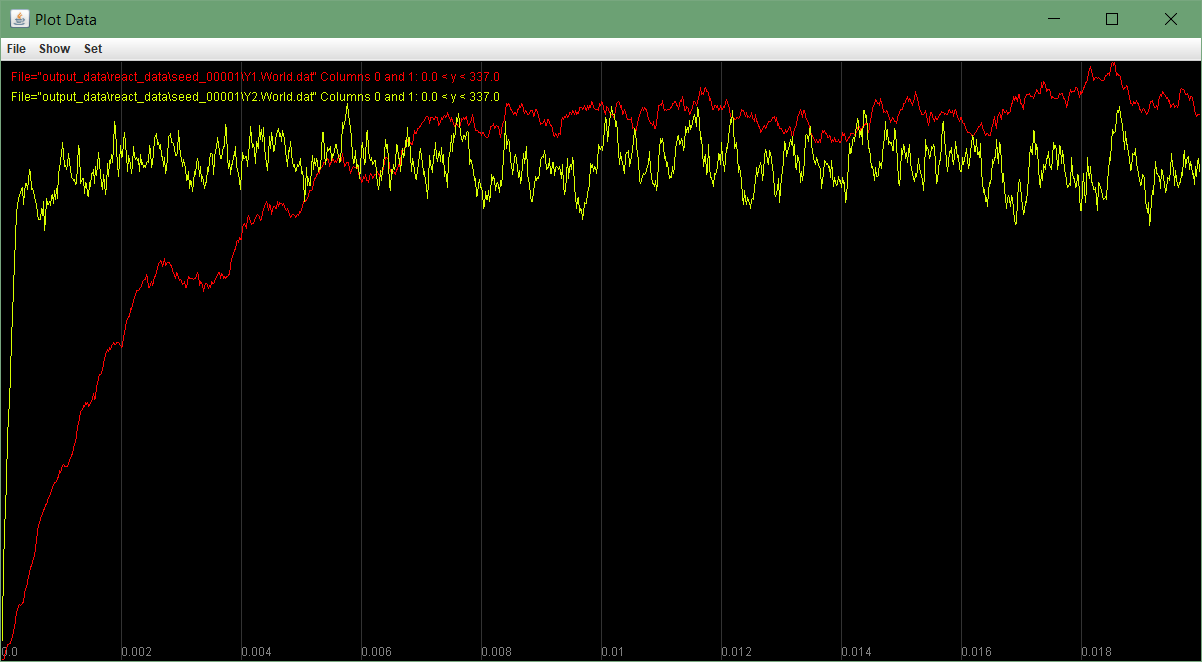 Plot Data
File Show Set
File="output_data\react_data\seed_00001\Y1.World.dat" Columns 0 and 1: 0.0 < y < 337.0
File="output_data\react_data\seed_00001\Y2.World.dat" Columns 0 and 1: 0.0 < y < 337.0
0.0 0.002 0.004 0.006 0.008 0.01 0.012 0.014 0.016 0.018